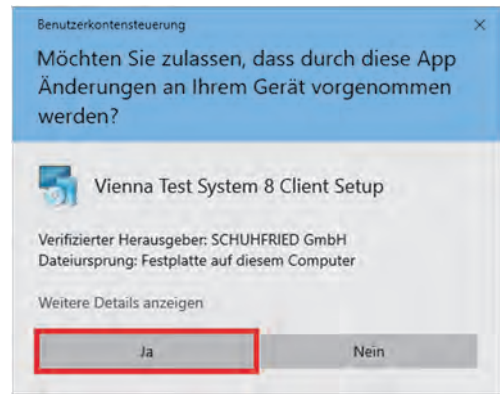 Benutzerkontensteuerung
Möchten Sie zulassen, dass durch diese App
Änderungen an Ihrem Gerät vorgenommen
werden?
Vienna Test System 8 Client Setup
Verifizierter Herausgeber: SCHUHFRIED GmbH
Dateiursprung: Festplatte auf diesem Computer
Weitere Details anzeigen
Ja
Nein